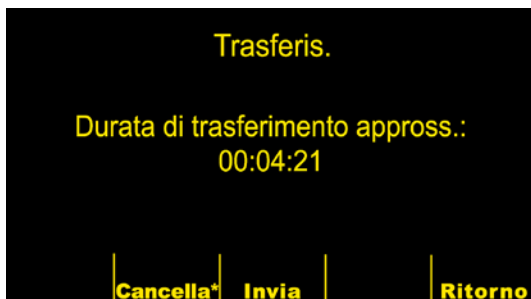 Trasferis.
Durata di trasferimento appross.:
00:04:21
Cancella* Invia Ritorno